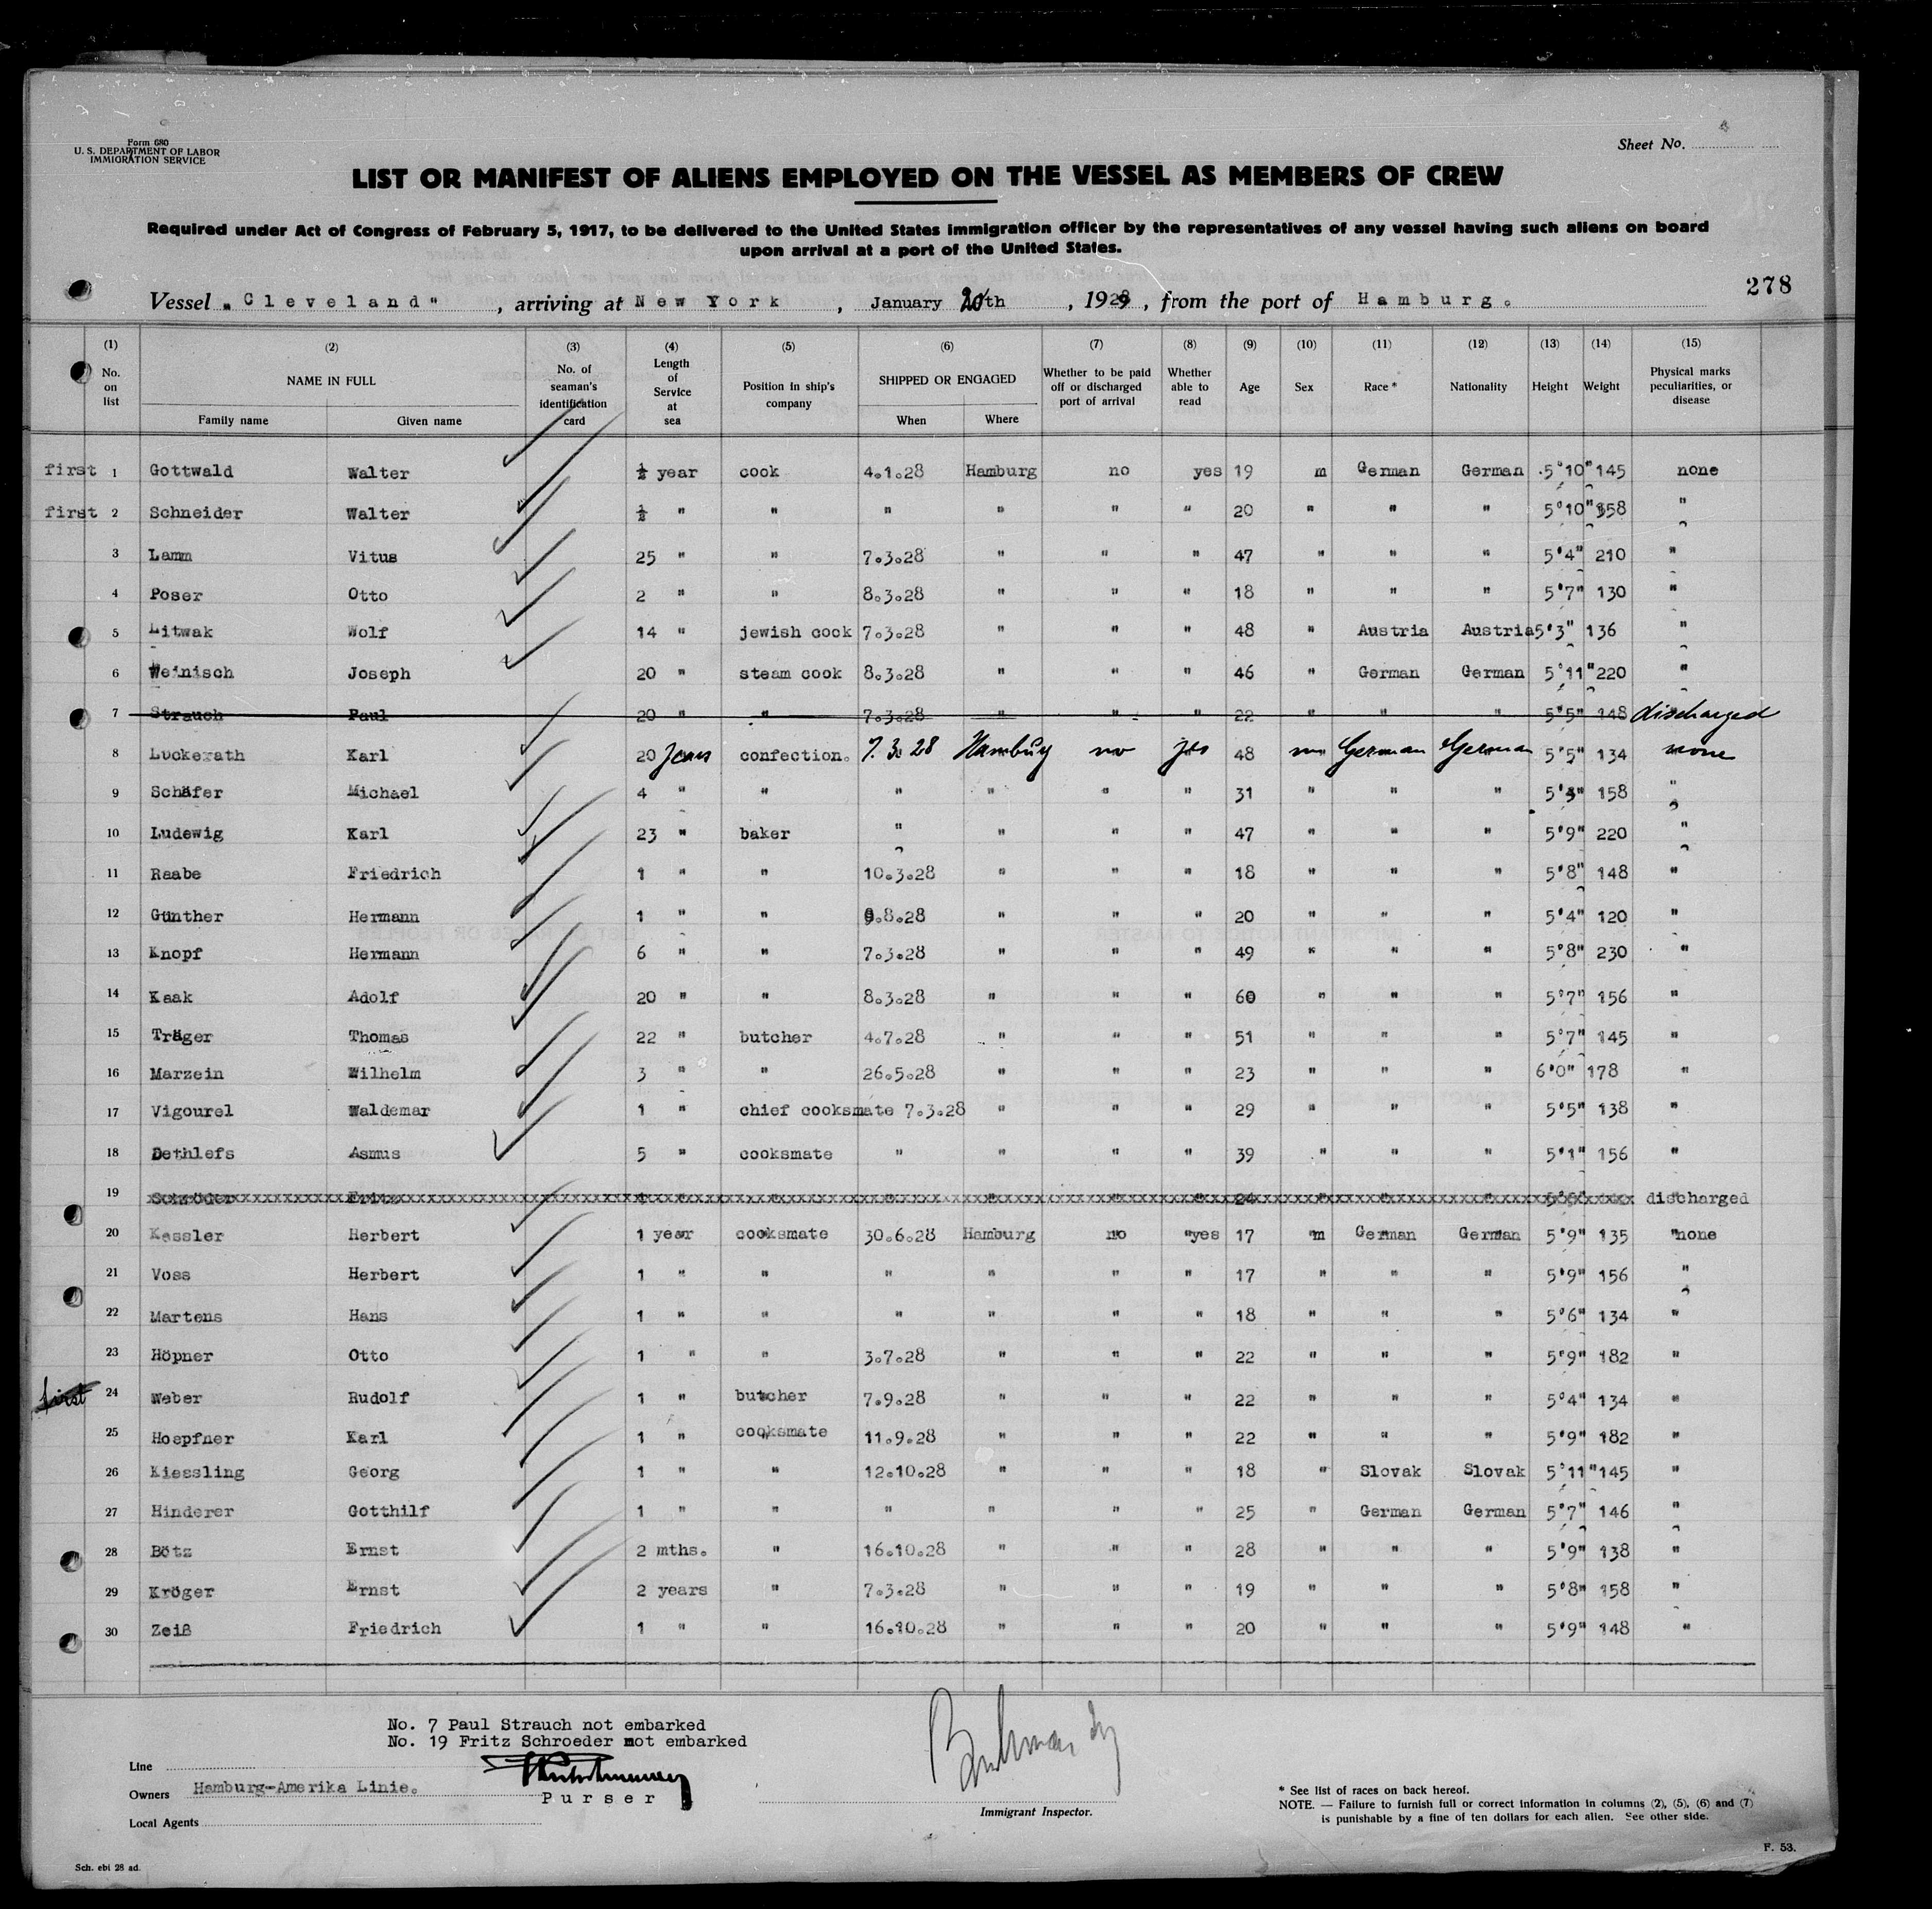 Form 680
U. S. DEPARTMENT OF LABOR
IMMIGRATION SERVICE
Sheet No.
LIST OR MANIFEST OF ALIENS EMPLOYED ON THE VESSEL AS MEMBERS OF CREW
Required under Act of Congress of February 5, 1917, to be delivered to the United States immigration officer by the representatives of any vessel having such aliens on board
upon arrival at a port of the United States.
278
Vessel „Cleveland" , arriving at New York , January 20th , 1929 , from the port of Hamburg.
(1) (2) (3) (4) (5) (6) (7) (8) (9) (10) (11) (12) (13) (14) (15)
No. on list NAME IN FULL Family name Given name No. of seaman's identification card Length of Service at sea Position in ship's company SHIPPED OR ENGAGED When Where Whether to be paid off or discharged port of arrival Whether able to read Age Sex Race * Nationality Height Weight Physical marks peculiarities, or disease
first 1 Gottwald Walter ½ year cook 4.1.28 Hamburg no yes 19 m German German 5'10" 145 none
first 2 Schneider Walter ½ " " " " " " 20 " " " 5'10" 158 "
3 Lamm Vitus 25 " " 7.3.28 " " " 47 " " " 5'4" 210 "
4 Poser Otto 2 " " 8.3.28 " " " 18 " " " 5'7" 130 "
5 Litwak Wolf 14 " jewish cook 7.3.28 " " " 48 " Austria Austria 5'3" 136 "
6 Weinisch Joseph 20 " steam cook 8.3.28 " " " 46 " German German 5'11" 220 "
7 Strauch Paul 20 " " 7.3.28 " " " 22 " " " 5'5" 148 discharged
8 Luckerath Karl 20 years confection. 7.3.28 Hamburg no yes 48 m German German 5'5" 134 none
9 Schäfer Michael 4 " " " " " " 31 " " " 5'3" 158 "
10 Ludewig Karl 23 " baker " " " " 47 " " " 5'9" 220 "
11 Raabe Friedrich 1 " " 10.3.28 " " " 18 " " " 5'8" 148 "
12 Günther Hermann 1 " " 9.8.28 " " " 20 " " " 5'4" 120 "
13 Knopf Hermann 6 " " 7.3.28 " " " 49 " " " 5'8" 230 "
14 Kaak Adolf 20 " " 8.3.28 " " " 60 " " " 5'7" 156 "
15 Träger Thomas 22 " butcher 4.7.28 " " " 51 " " " 5'7" 145 "
16 Marzein Wilhelm 3 " " 26.5.28 " " " 23 " " " 6'0" 178 "
17 Vigourel Waldemar 1 " chief cooksmate 7.3.28 " " " 29 " " " 5'5" 138 "
18 Dethlefs Asmus 5 " cooksmate " " " " 39 " " " 5'1" 156 "
19 Schröder Fritz 1 " " " " " " 24 " " " discharged
20 Kessler Herbert 1 year cooksmate 30.6.28 Hamburg no yes 17 m German German 5'9" 135 none
21 Voss Herbert 1 " " " " " " 17 " " " 5'9" 156 "
22 Martens Hans 1 " " " " " " 18 " " " 5'6" 134 "
23 Höpner Otto 1 " " 3.7.28 " " " 22 " " " 5'9" 182 "
first 24 Weber Rudolf 1 " butcher 7.9.28 " " " 22 " " " 5'4" 134 "
25 Hoepfner Karl 1 " cooksmate 11.9.28 " " " 22 " " " 5'9" 182 "
26 Kiessling Georg 1 " " 12.10.28 " " " 18 " Slovak Slovak 5'11" 145 "
27 Hinderer Gotthilf 1 " " " " " " 25 " German German 5'7" 146 "
28 Bötz Ernst 2 mths. " 16.10.28 " " " 28 " " " 5'9" 138 "
29 Kröger Ernst 2 years " 7.3.28 " " " 19 " " " 5'8" 158 "
30 Zeiß Friedrich 1 " " 16.10.28 " " " 20 " " " 5'9" 148 "
No. 7 Paul Strauch not embarked
No. 19 Fritz Schroeder not embarked
Line
Owners Hamburg-Amerika Linie.
Purser
Local Agents
Immigrant Inspector.
* See list of races on back hereof.
NOTE. — Failure to furnish full or correct information in columns (2), (5), (6) and (7)
is punishable by a fine of ten dollars for each alien. See other side.
Sch. ebi 28 ad.
F. 53.